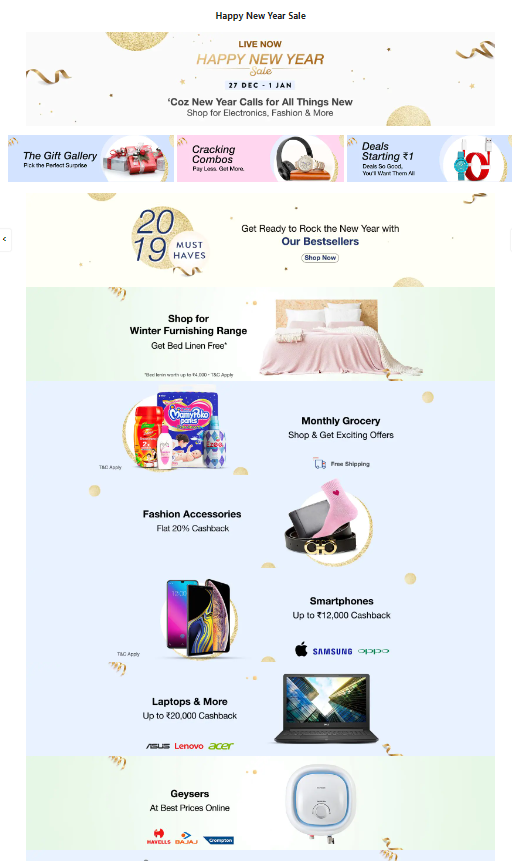 Happy New Year Sale
LIVE NOW
HAPPY NEW YEAR
Sale
27 DEC - 1 JAN
'Coz New Year Calls for All Things New
Shop for Electronics, Fashion & More
The Gift Gallery
Pick the Perfect Surprise
Cracking
Combos
Pay Less. Get More.
Deals
Starting ₹1
Deals So Good,
You'll Want Them All
20
19 MUST
HAVES
Get Ready to Rock the New Year with
Our Bestsellers
Shop Now
T&C Apply
Shop for
Winter Furnishing Range
Get Bed Linen Free*
*Bed linen worth up to ₹4,000 • T&C Apply
MamyPoko
pants
T&C Apply
Monthly Grocery
Shop & Get Exciting Offers
Free Shipping
Fashion Accessories
Flat 20% Cashback
T&C Apply
Smartphones
Up to ₹12,000 Cashback
SAMSUNG oppo
Laptops & More
Up to ₹20,000 Cashback
ASUS Lenovo acer
Geysers
At Best Prices Online
HAVELLS BAJAJ Crompton